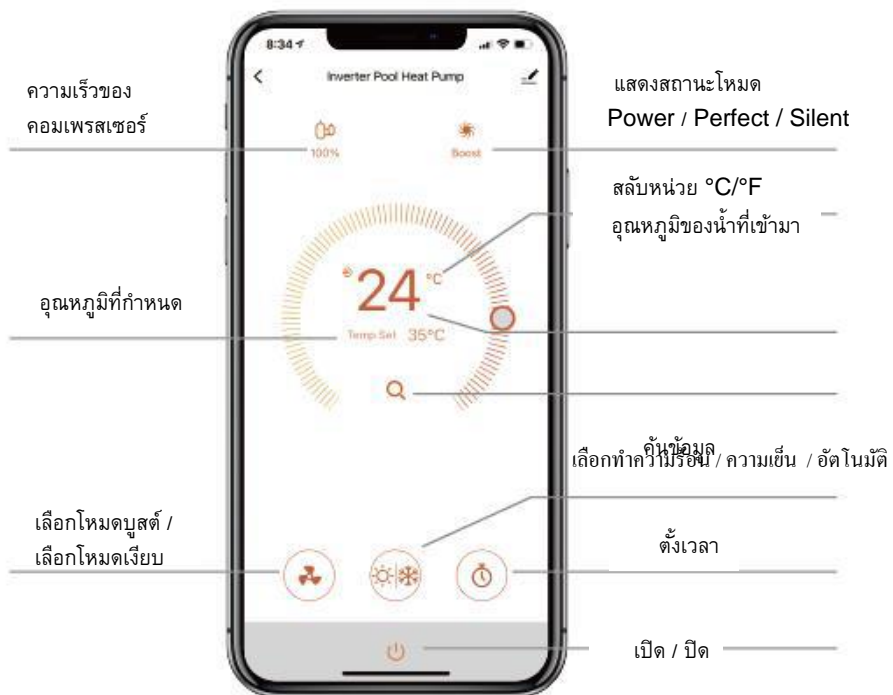 8:34
Inverter Pool Heat Pump
ความเร็วของ
คอมเพรสเซอร์
แสดงสถานะโหมด
Power / Perfect / Silent
100%
Boost
สลับหน่วย °C/°F
อุณหภูมิของน้ำที่เข้ามา
24 °C
อุณหภูมิที่กำหนด
Temp Set 35°C
ค้นข้อมูล
เลือกทำความร้อน / ความเย็น / อัตโนมัติ
เลือกโหมดบูสต์ /
เลือกโหมดเงียบ
ตั้งเวลา
เปิด / ปิด